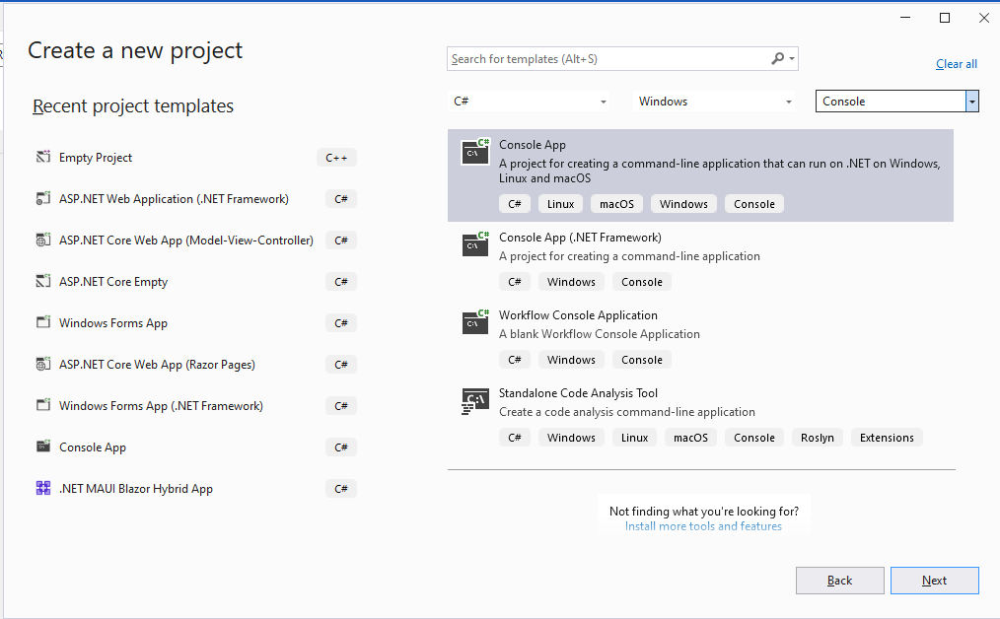 Create a new project
Search for templates (Alt+S)
Clear all
C#
Windows
Console
Recent project templates
Empty Project
C++
ASP.NET Web Application (.NET Framework)
C#
ASP.NET Core Web App (Model-View-Controller)
C#
ASP.NET Core Empty
C#
Windows Forms App
C#
ASP.NET Core Web App (Razor Pages)
C#
Windows Forms App (.NET Framework)
C#
Console App
C#
.NET MAUI Blazor Hybrid App
C#
Console App
A project for creating a command-line application that can run on .NET on Windows,
Linux and macOS
C# Linux macOS Windows Console
Console App (.NET Framework)
A project for creating a command-line application
C# Windows Console
Workflow Console Application
A blank Workflow Console Application
C# Windows Console
Standalone Code Analysis Tool
Create a code analysis command-line application
C# Windows Linux macOS Console Roslyn Extensions
Not finding what you're looking for?
Install more tools and features
Back
Next